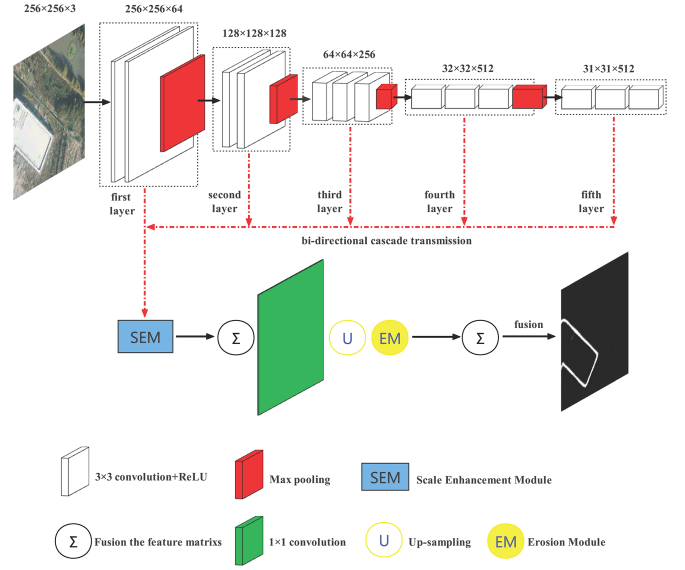 256×256×3
256×256×64
128×128×128
64×64×256
32×32×512
31×31×512
first
layer
second
layer
third
layer
fourth
layer
fifth
layer
bi-directional cascade transmission
SEM
Σ
U
EM
Σ
fusion
3×3 convolution+ReLU
Max pooling
SEM
Scale Enhancement Module
Σ
Fusion the feature matrixs
1×1 convolution
U
Up-sampling
EM
Erosion Module